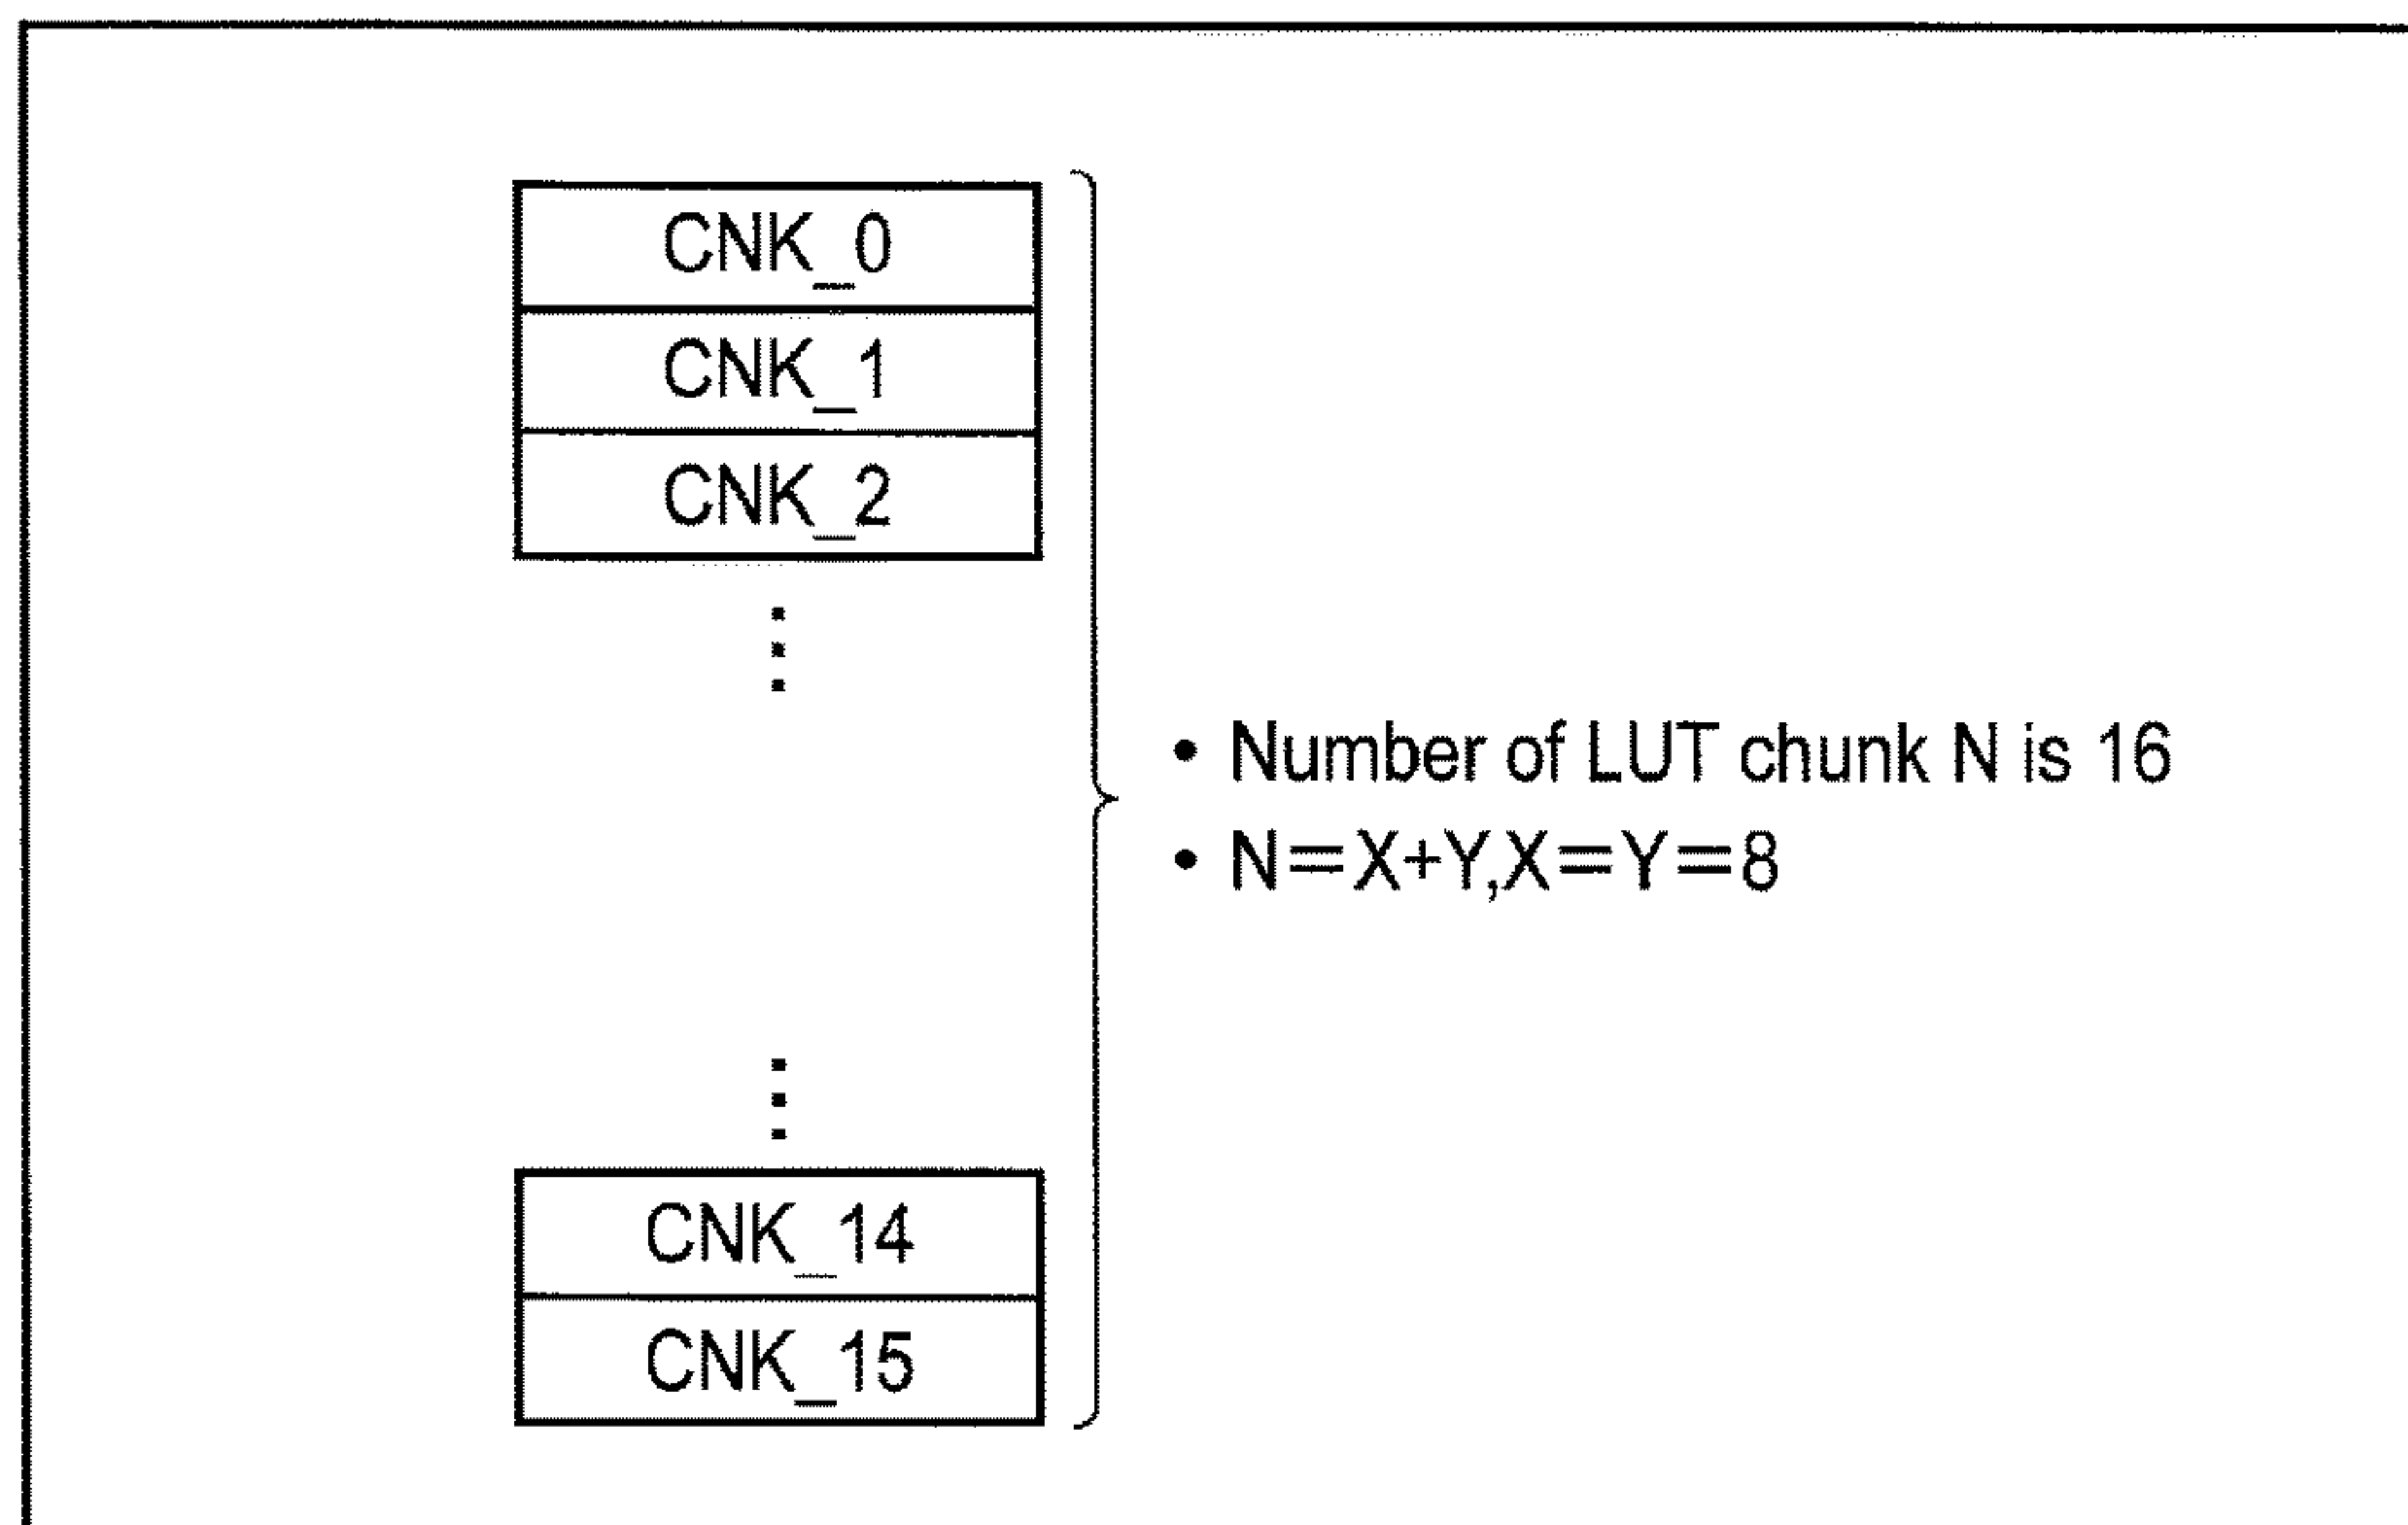 CNK_0
CNK_1
CNK_2
CNK_14
CNK_15
• Number of LUT chunk N is 16
• N=X+Y,X=Y=8